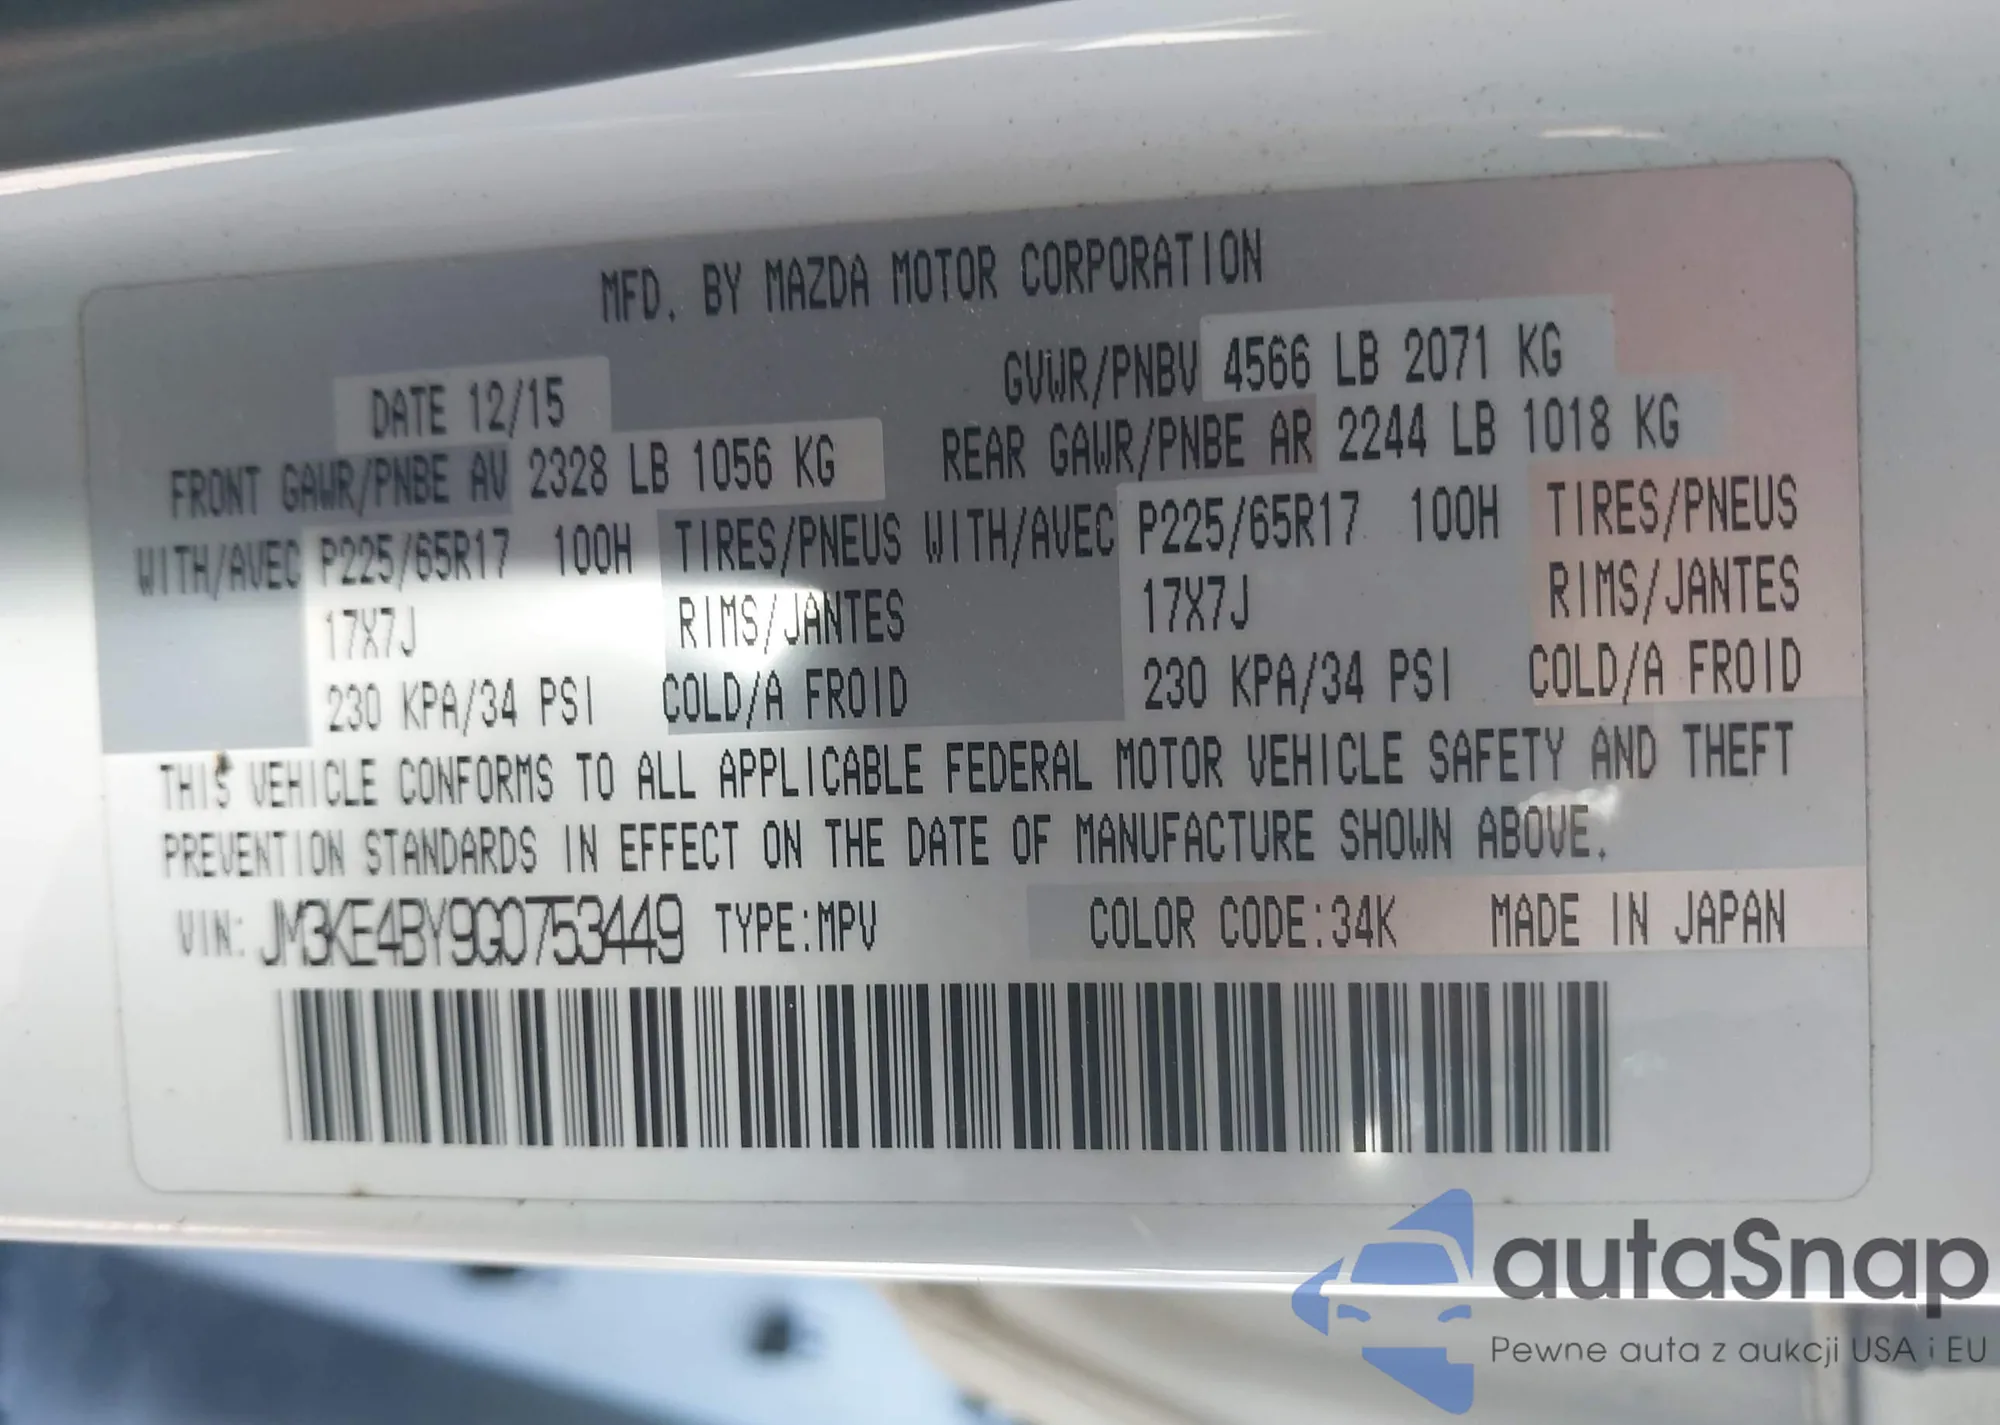 MFD. BY MAZDA MOTOR CORPORATION
DATE 12/15 GVWR/PNBV 4566 LB 2071 KG
FRONT GAWR/PNBE AV 2328 LB 1056 KG REAR GAWR/PNBE AR 2244 LB 1018 KG
WITH/AVEC P225/65R17 100H TIRES/PNEUS WITH/AVEC P225/65R17 100H TIRES/PNEUS
17X7J RIMS/JANTES 17X7J RIMS/JANTES
230 KPA/34 PSI COLD/A FROID 230 KPA/34 PSI COLD/A FROID
THIS VEHICLE CONFORMS TO ALL APPLICABLE FEDERAL MOTOR VEHICLE SAFETY AND THEFT
PREVENTION STANDARDS IN EFFECT ON THE DATE OF MANUFACTURE SHOWN ABOVE.
VIN: JM3KE4BY9G0753449 TYPE:MPV COLOR CODE:34K MADE IN JAPAN
autaSnap
Pewne auta z aukcji USA i EU